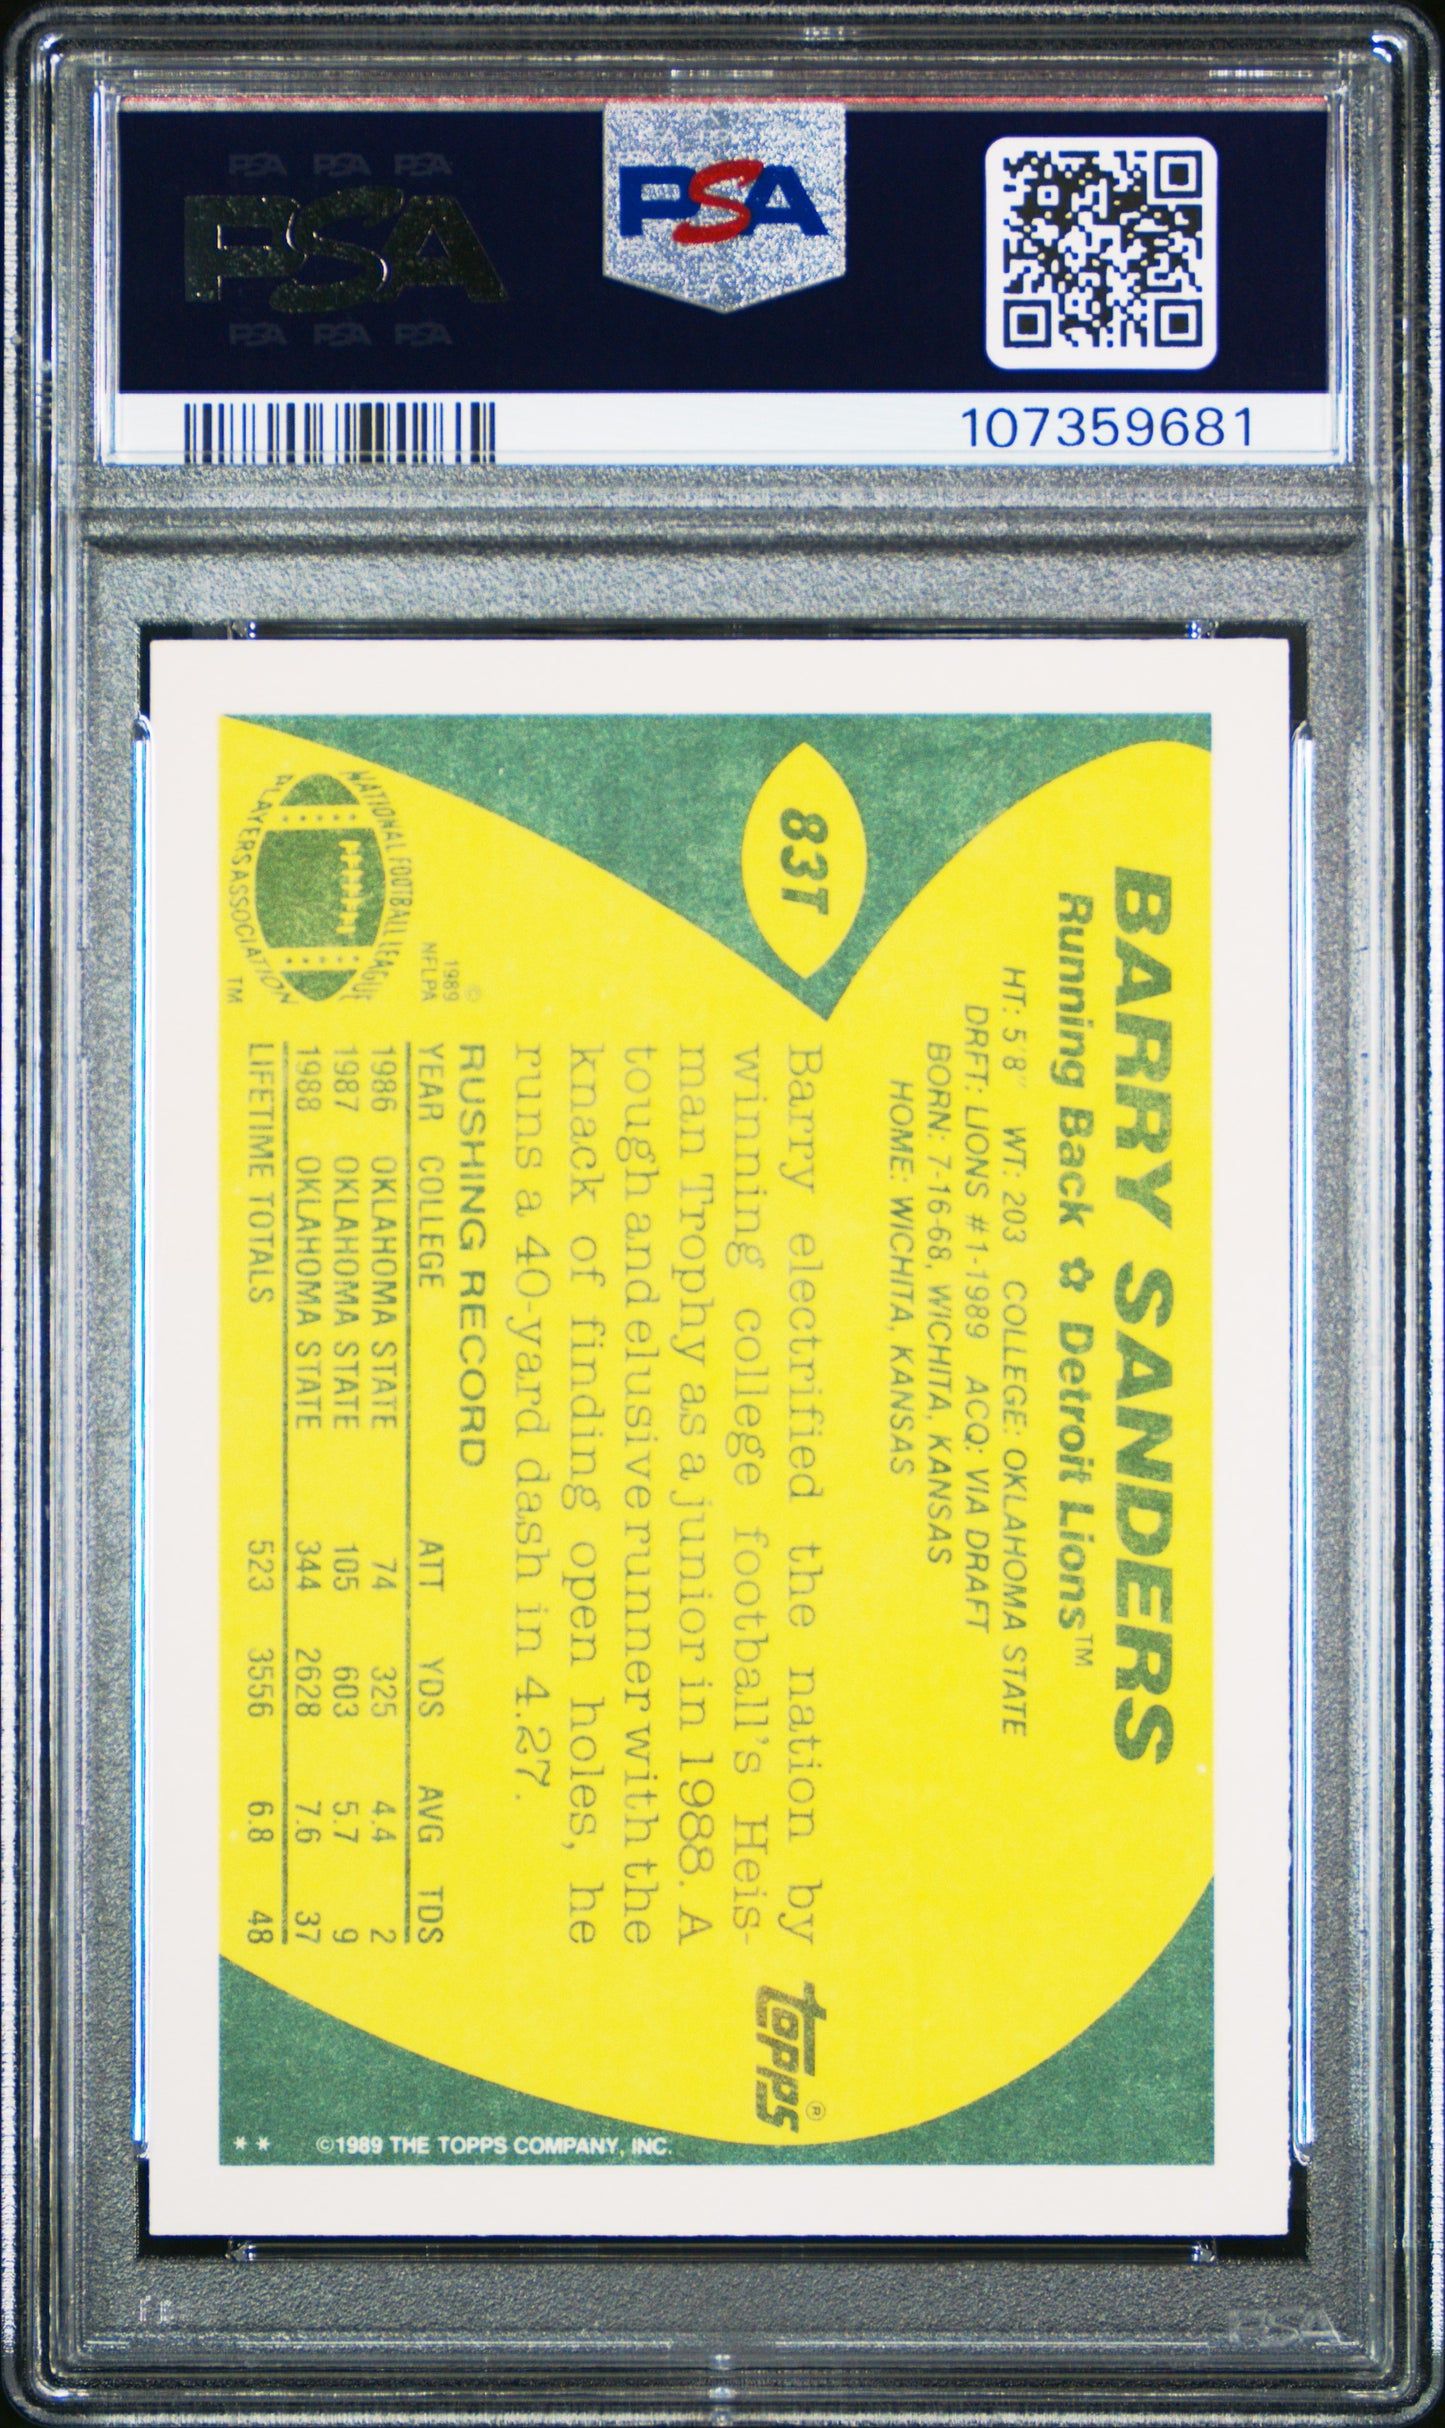 PSA PSA PSA
PSA
PSA PSA PSA
PSA
107359681
BARRY SANDERS
Running Back ✿ Detroit Lions™
HT: 5'8" WT: 203 COLLEGE: OKLAHOMA STATE
DRFT: LIONS #1-1989 ACQ: VIA DRAFT
BORN: 7-16-68, WICHITA, KANSAS
HOME: WICHITA, KANSAS
83T
Barry electrified the nation by
winning college football's Heis-
man Trophy as a junior in 1988. A
tough and elusive runner with the
knack of finding open holes, he
runs a 40-yard dash in 4.27.
topps®
RUSHING RECORD
YEAR COLLEGE ATT YDS AVG TDS
1986 OKLAHOMA STATE 74 325 4.4 2
1987 OKLAHOMA STATE 105 603 5.7 9
1988 OKLAHOMA STATE 344 2628 7.6 37
LIFETIME TOTALS 523 3556 6.8 48
©
1989
NFLPA
NATIONAL FOOTBALL LEAGUE
PLAYERS ASSOCIATION
TM
** ©1989 THE TOPPS COMPANY, INC.
PSA